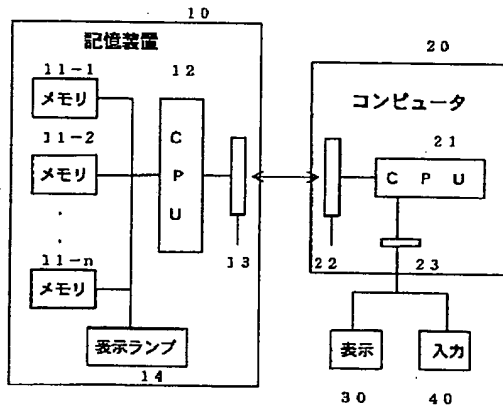 10
記憶装置
11-1
メモリ
11-2
メモリ
・
・
11-n
メモリ
12
CPU
13
表示ランプ
14
20
コンピュータ
21
CPU
22
23
表示
入力
30
40